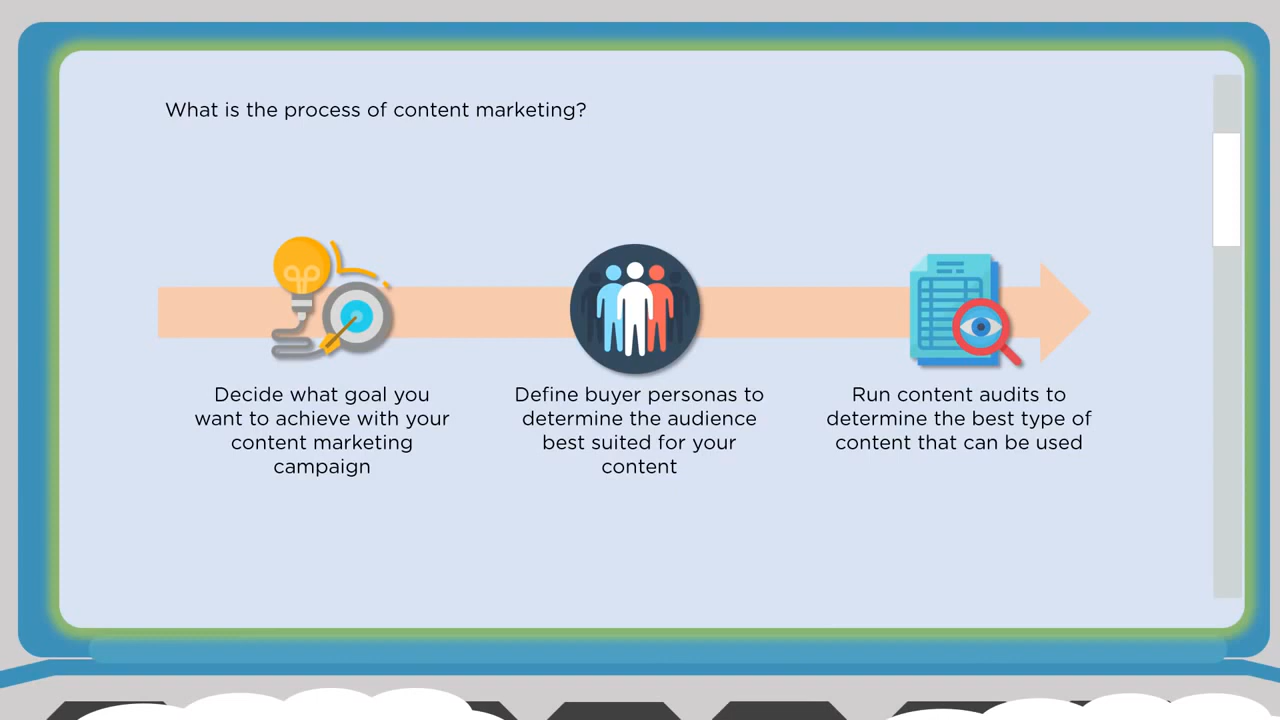 What is the process of content marketing?
Decide what goal you
want to achieve with your
content marketing
campaign
Define buyer personas to
determine the audience
best suited for your
content
Run content audits to
determine the best type of
content that can be used